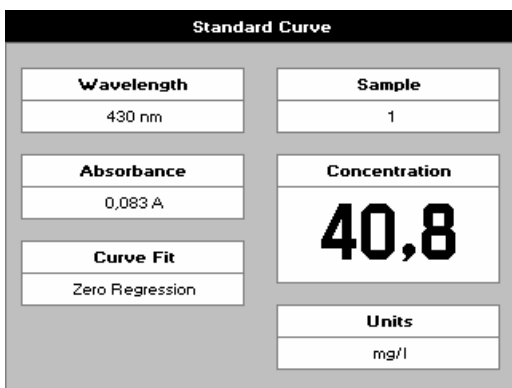 Standard Curve
Wavelength
430 nm
Absorbance
0,083 A
Curve Fit
Zero Regression
Sample
1
Concentration
40,8
Units
mg/l